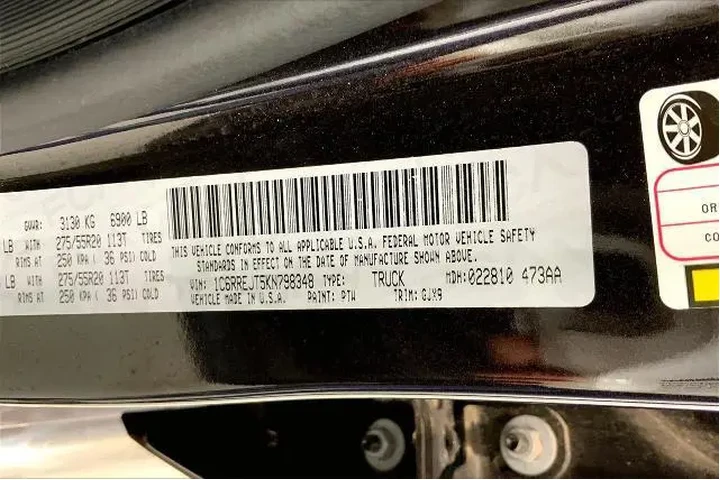 GVWR: 3130 KG 6900 LB
LB WITH 275/55R20 113T TIRES
RIMS AT 250 KPA ( 36 PSI) COLD
LB WITH 275/55R20 113T TIRES
RIMS AT 250 KPA ( 36 PSI) COLD
THIS VEHICLE CONFORMS TO ALL APPLICABLE U.S.A. FEDERAL MOTOR VEHICLE SAFETY
STANDARDS IN EFFECT ON THE DATE OF MANUFACTURE SHOWN ABOVE.
VIN: 1C6RREJT5KN798348 TYPE: TRUCK MDH: 022810 473AA
VEHICLE MADE IN U.S.A. PAINT: PTW TRIM: GJX9
OR
CO